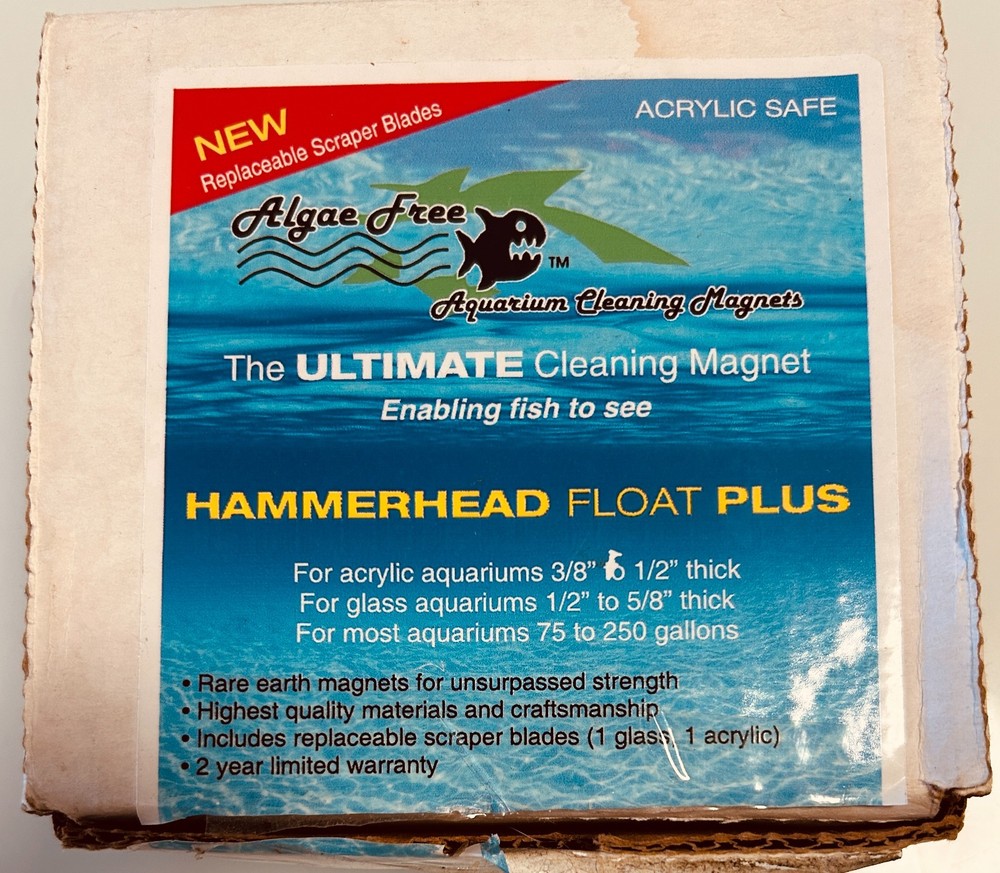 NEW
Replaceable Scraper Blades
ACRYLIC SAFE
Algae Free
TM
Aquarium Cleaning Magnets
The ULTIMATE Cleaning Magnet
Enabling fish to see
HAMMERHEAD FLOAT PLUS
For acrylic aquariums 3/8" to 1/2" thick
For glass aquariums 1/2" to 5/8" thick
For most aquariums 75 to 250 gallons
• Rare earth magnets for unsurpassed strength
• Highest quality materials and craftsmanship
• Includes replaceable scraper blades (1 glass, 1 acrylic)
• 2 year limited warranty